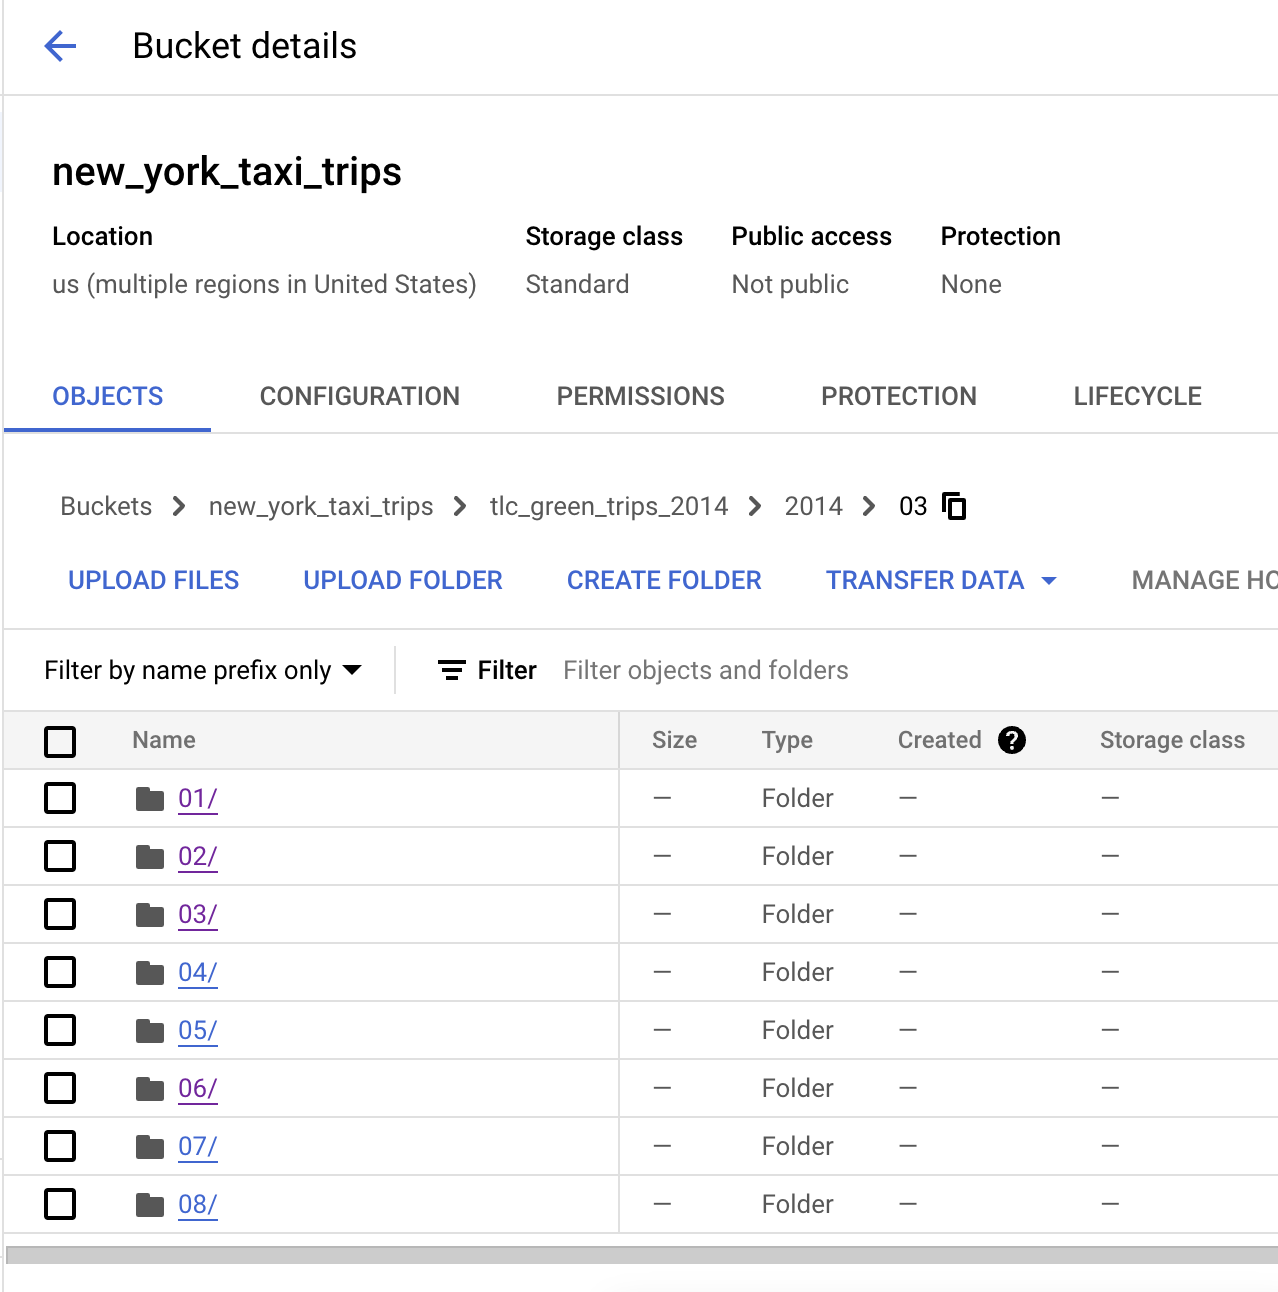 Bucket details
new_york_taxi_trips
Location Storage class Public access Protection
us (multiple regions in United States) Standard Not public None
OBJECTS CONFIGURATION PERMISSIONS PROTECTION LIFECYCLE
Buckets > new_york_taxi_trips > tlc_green_trips_2014 > 2014 > 03
UPLOAD FILES UPLOAD FOLDER CREATE FOLDER TRANSFER DATA MANAGE HO
Filter by name prefix only Filter Filter objects and folders
Name Size Type Created ? Storage class
01/ — Folder — —
02/ — Folder — —
03/ — Folder — —
04/ — Folder — —
05/ — Folder — —
06/ — Folder — —
07/ — Folder — —
08/ — Folder — —